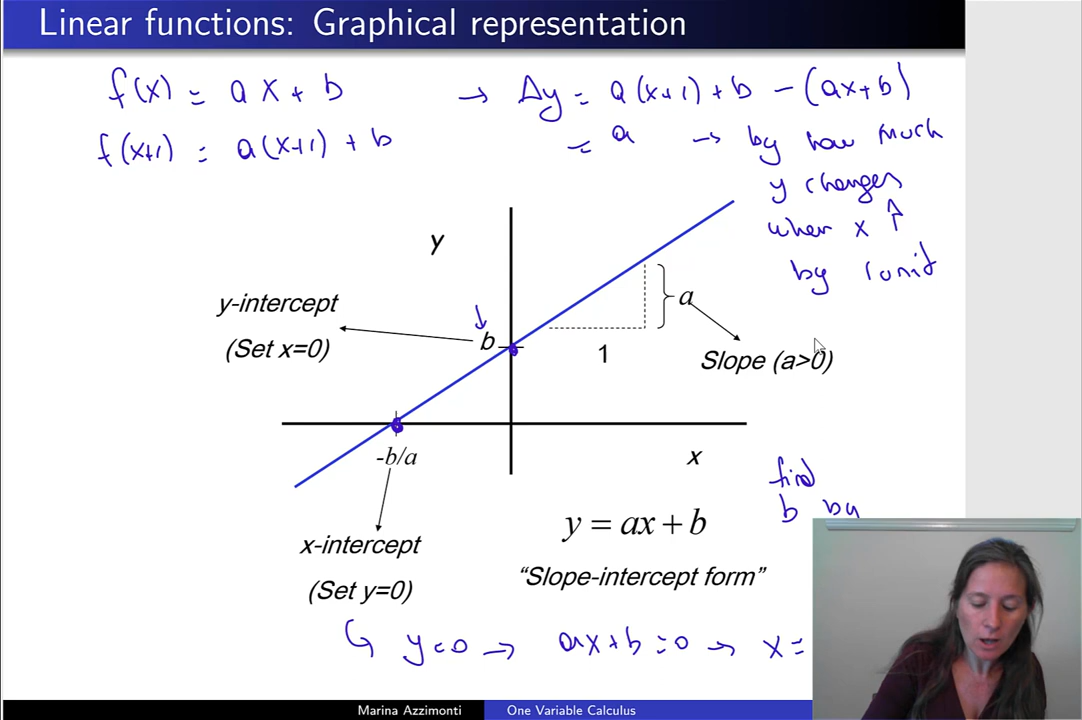 Linear functions: Graphical representation
f(x) = ax + b → Δy = a(x+1) + b - (ax+b)
f(x+1) = a(x+1) + b = a → by how much
y changes
when x ↑
by 1 unit
y
y-intercept
(Set x=0)
b
a
1
Slope (a>0)
-b/a
x
find
b by
x-intercept
(Set y=0)
y = ax + b
“Slope-intercept form”
↳ y=0 → ax+b=0 → x=
Marina Azzimonti One Variable Calculus